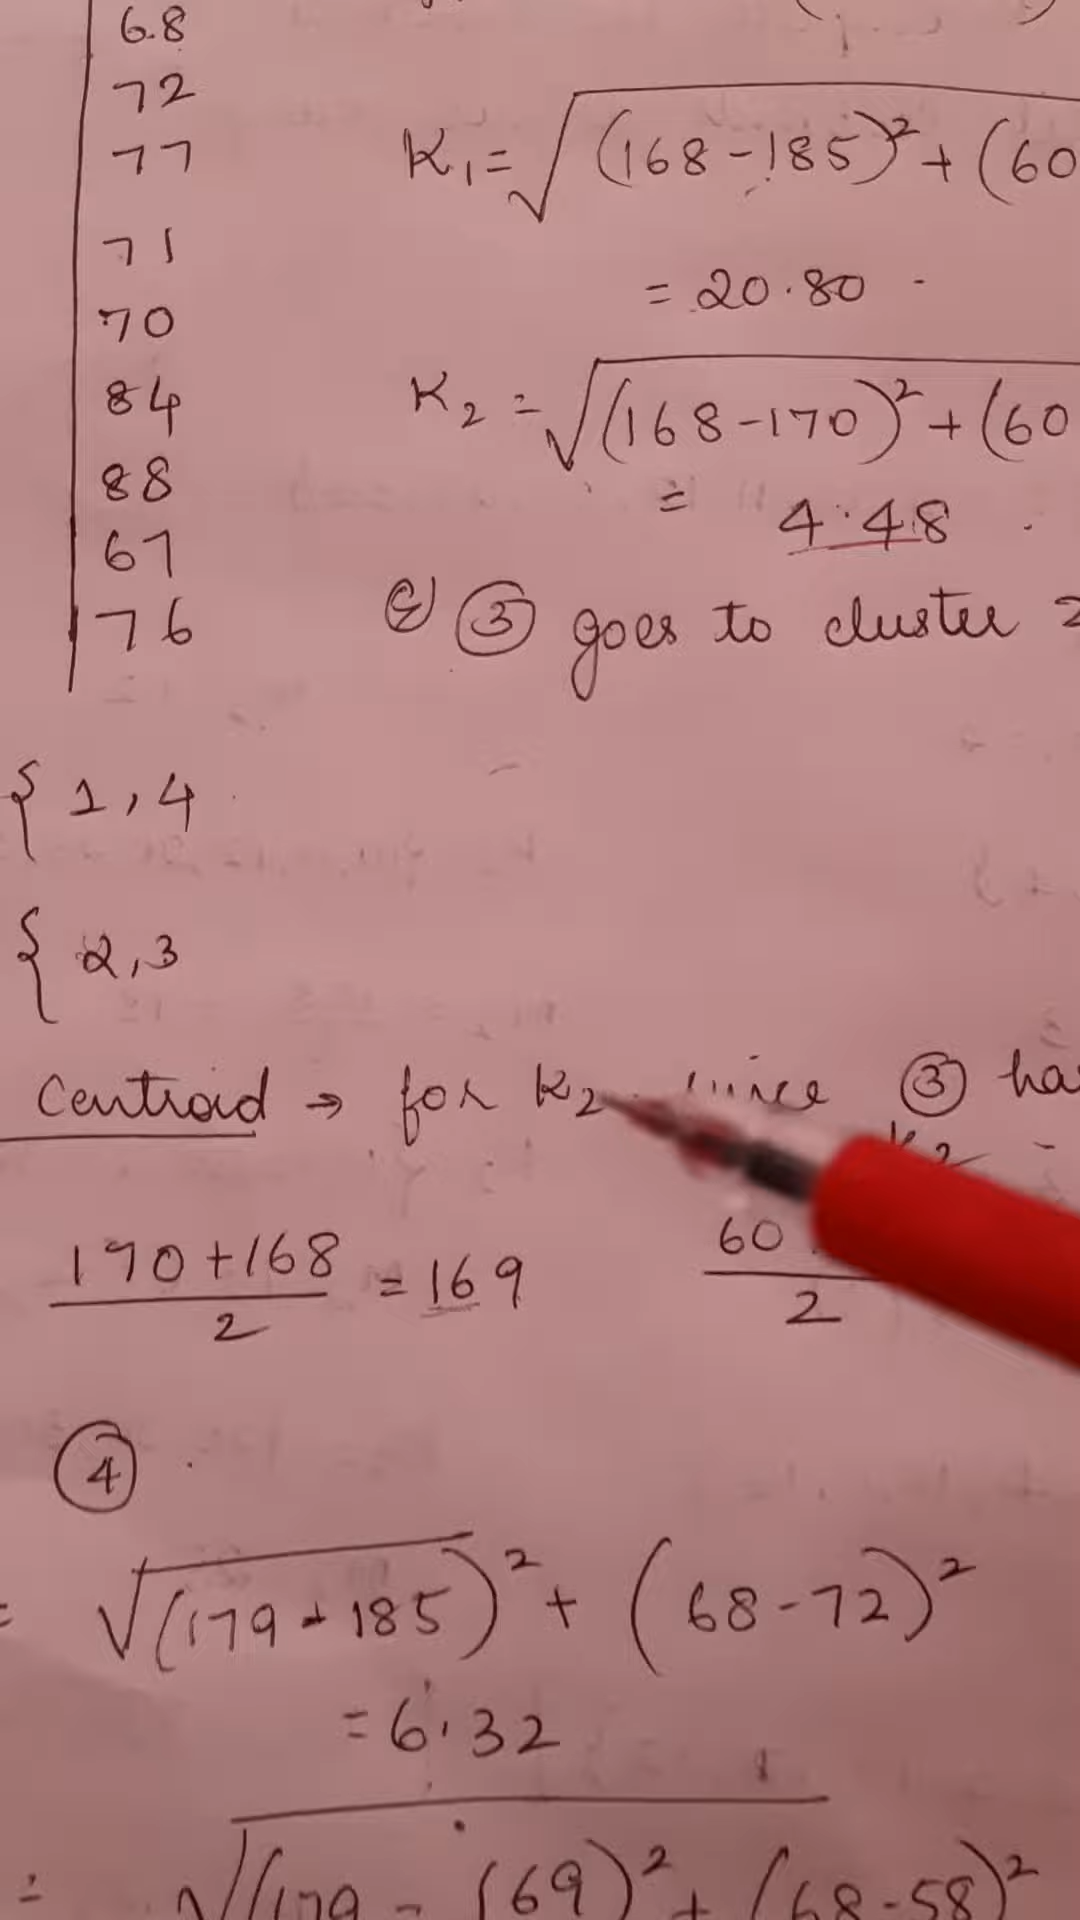 68
72
77
71
70
84
88
67
76
K1 = √(168-185)² + (60
= 20.80
K2 = √(168-170)² + (60
= 4.48
③ goes to cluster 2
{ 1, 4
{ 2, 3
Centroid → for K2 since ③ ha
K2
170+168 / 2 = 169
60 / 2
④
= √(179-185)² + (68-72)²
= 6.32
= √(179-169)² + (68-58)²